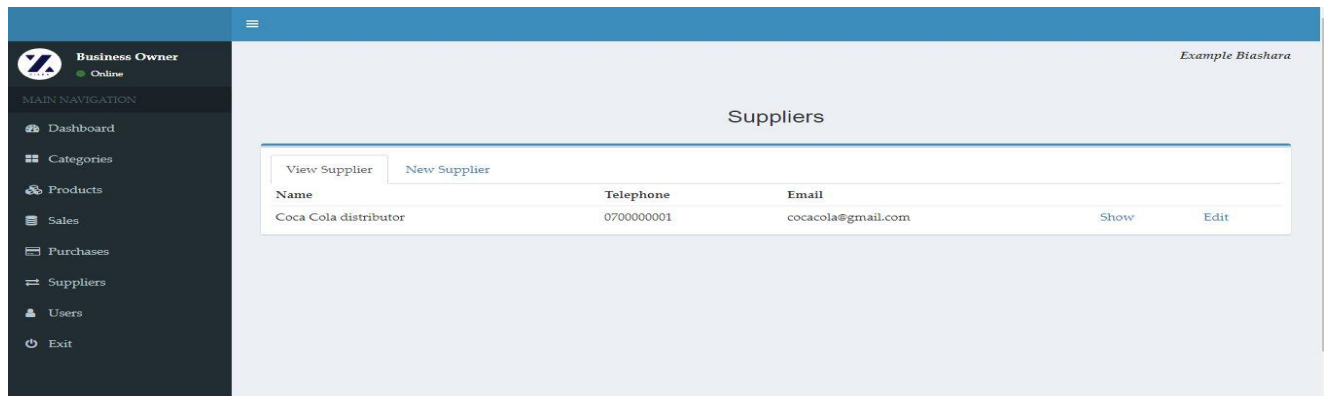 Business Owner
Online
Example Biashara
MAIN NAVIGATION
Dashboard
Categories
Products
Sales
Purchases
Suppliers
Users
Exit
Suppliers
View Supplier New Supplier
Name Telephone Email
Coca Cola distributor 0700000001 cocacola@gmail.com Show Edit